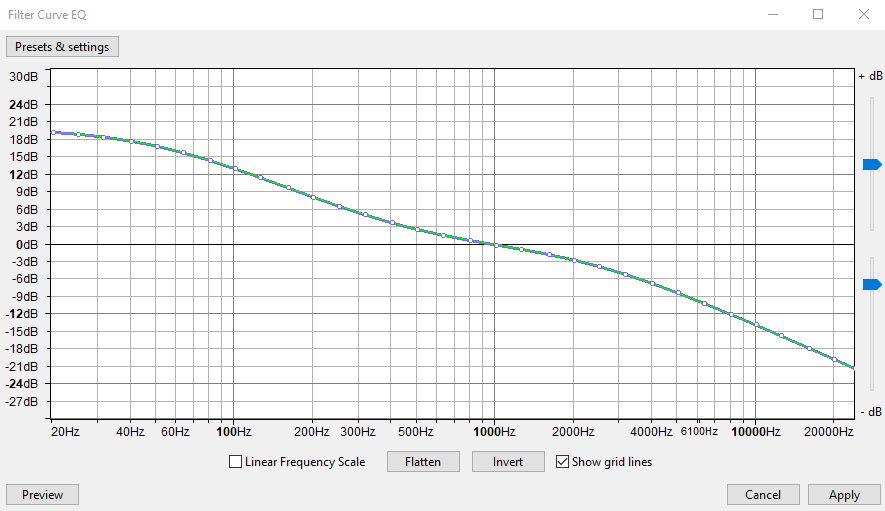 Filter Curve EQ
Presets & settings
30dB
+ dB
24dB
21dB
18dB
15dB
12dB
9dB
6dB
3dB
0dB
-3dB
-6dB
-9dB
-12dB
-15dB
-18dB
-21dB
-24dB
-27dB
- dB
20Hz 40Hz 60Hz 100Hz 200Hz 300Hz 500Hz 1000Hz 2000Hz 4000Hz 6100Hz 10000Hz 20000Hz
Linear Frequency Scale Flatten Invert Show grid lines
Preview Cancel Apply